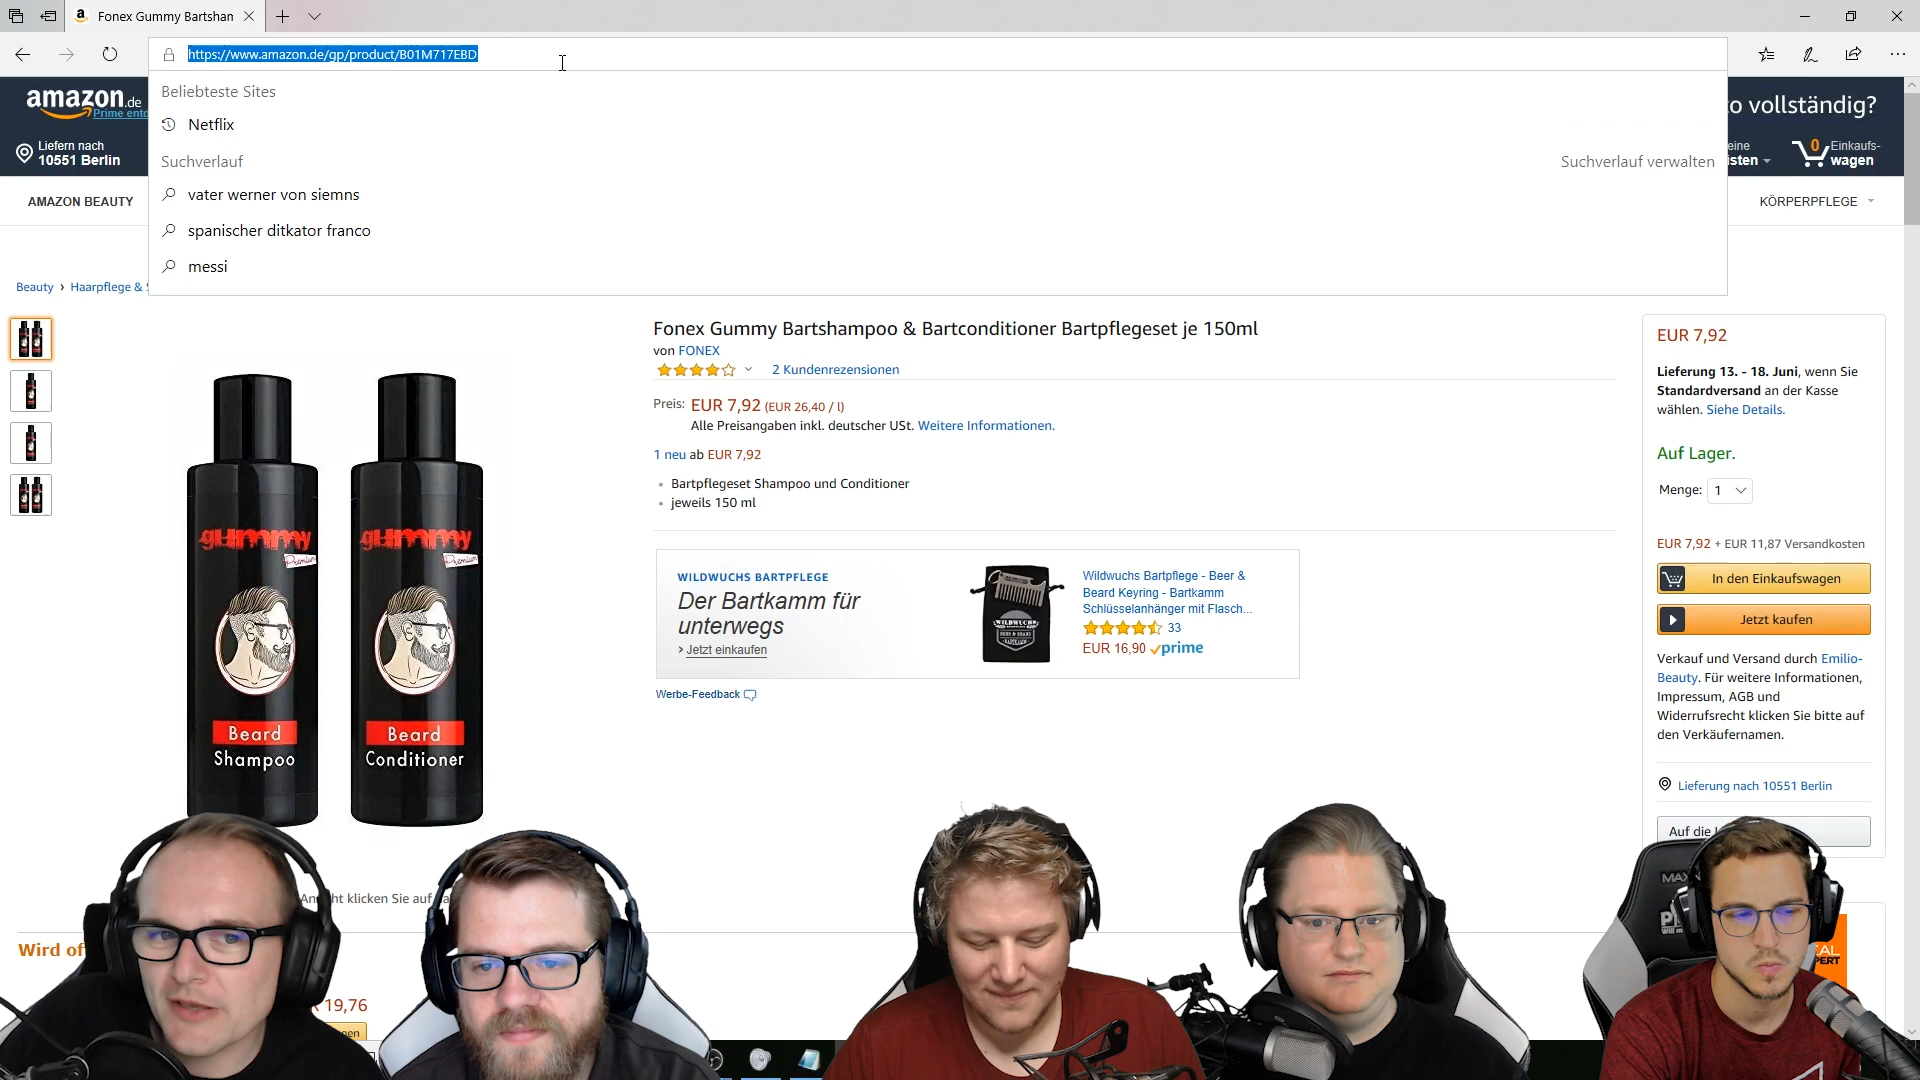 Fonex Gummy Bartshan
https://www.amazon.de/gp/product/B01M717EBD
Beliebteste Sites
Netflix
Suchverlauf
Suchverlauf verwalten
vater werner von siemns
spanischer ditkator franco
messi
amazon.de
Prime
Liefern nach
10551 Berlin
o vollständig?
eine
isten
0
Einkaufs-
wagen
AMAZON BEAUTY
KÖRPERPFLEGE
Beauty › Haarpflege &
Fonex Gummy Bartshampoo & Bartconditioner Bartpflegeset je 150ml
von FONEX
2 Kundenrezensionen
Preis: EUR 7,92 (EUR 26,40 / l)
Alle Preisangaben inkl. deutscher USt. Weitere Informationen.
1 neu ab EUR 7,92
Bartpflegeset Shampoo und Conditioner
jeweils 150 ml
WILDWUCHS BARTPFLEGE
Der Bartkamm für
unterwegs
› Jetzt einkaufen
WILDWUCHS
Wildwuchs Bartpflege - Beer &
Beard Keyring - Bartkamm
Schlüsselanhänger mit Flasch...
33
EUR 16,90 prime
Werbe-Feedback
EUR 7,92
Lieferung 13. - 18. Juni, wenn Sie
Standardversand an der Kasse
wählen. Siehe Details.
Auf Lager.
Menge: 1
EUR 7,92 + EUR 11,87 Versandkosten
In den Einkaufswagen
Jetzt kaufen
Verkauf und Versand durch Emilio-
Beauty. Für weitere Informationen,
Impressum, AGB und
Widerrufsrecht klicken Sie bitte auf
den Verkäufernamen.
Lieferung nach 10551 Berlin
Auf die
gummy
Premium
Beard
Shampoo
gummy
Premium
Beard
Conditioner
klicken Sie auf
Wird of
19,76